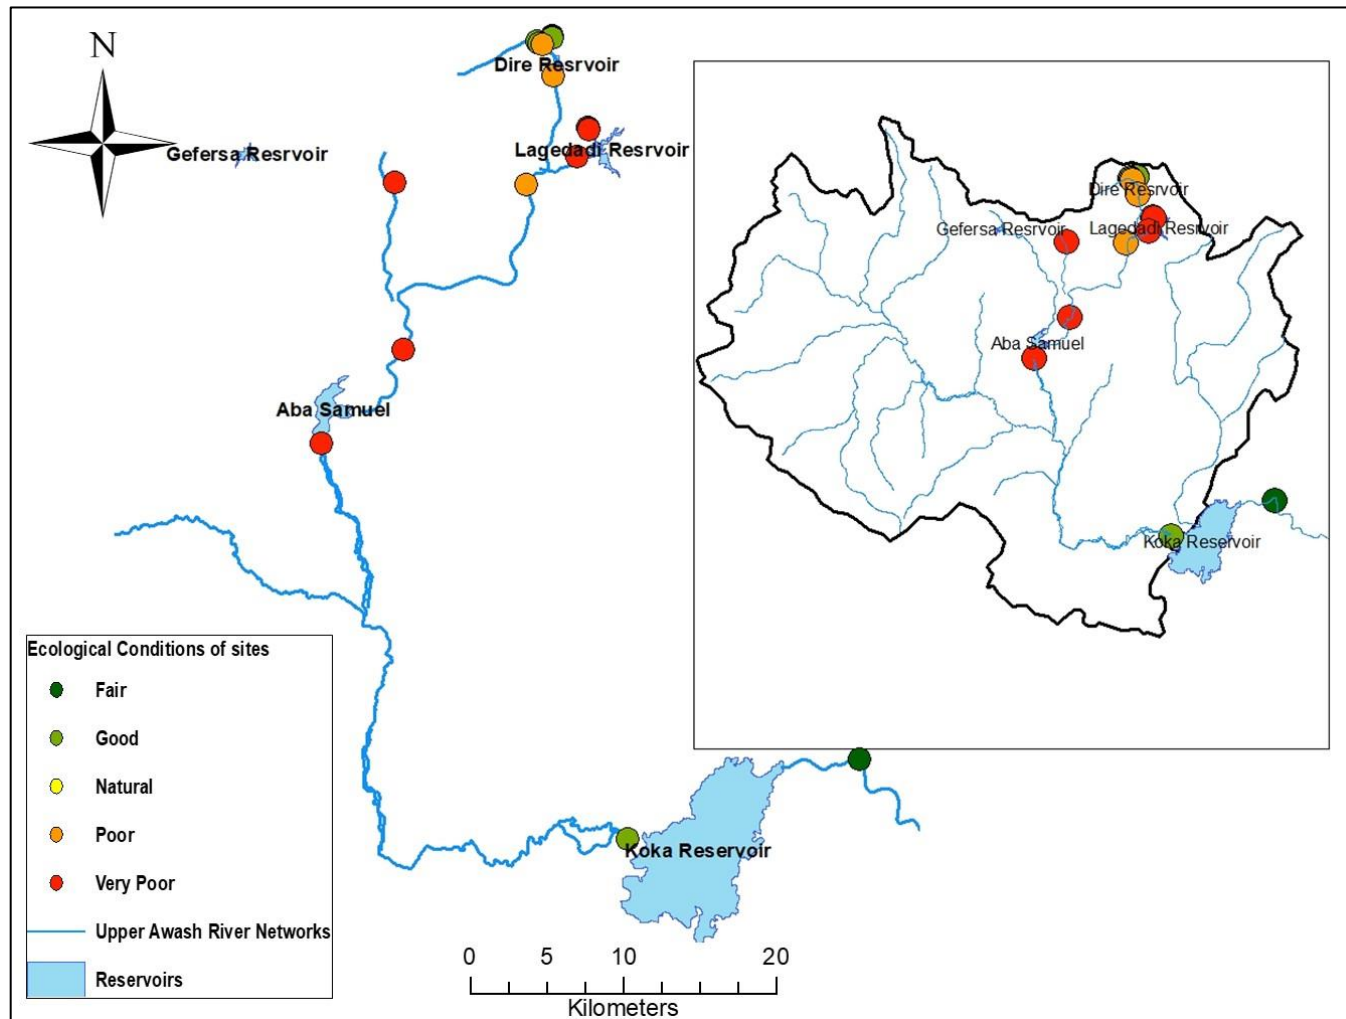 N
Dire Resrvoir
Gefersa Resrvoir
Lagedadi Resrvoir
Aba Samuel
Koka Reservoir
Dire Resrvoir
Gefersa Resrvoir
Lagedadi Resrvoir
Aba Samuel
Koka Reservoir
Ecological Conditions of sites
Fair
Good
Natural
Poor
Very Poor
Upper Awash River Networks
Reservoirs
0 5 10 20
Kilometers